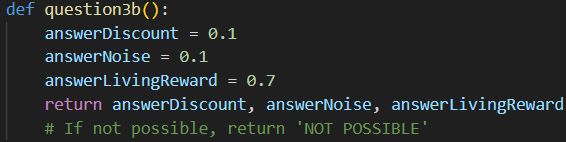 def question3b():
    answerDiscount = 0.1
    answerNoise = 0.1
    answerLivingReward = 0.7
    return answerDiscount, answerNoise, answerLivingReward
    # If not possible, return 'NOT POSSIBLE'